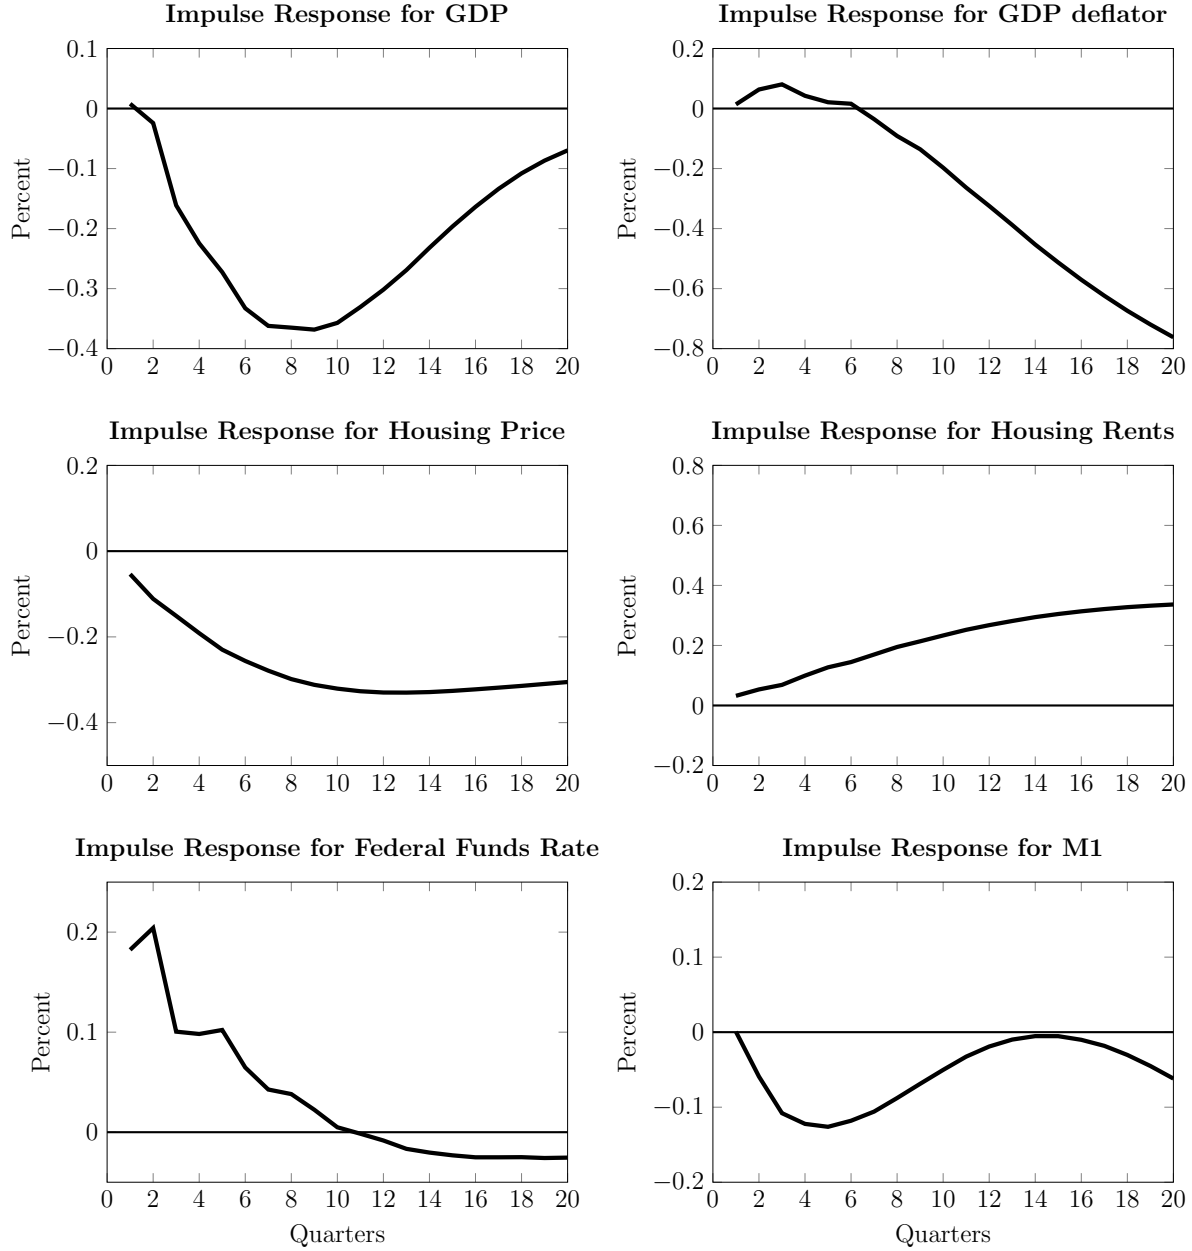 Impulse Response for GDP
0.1
0
−0.1
−0.2
−0.3
−0.4
Percent
0 2 4 6 8 10 12 14 16 18 20
Impulse Response for GDP deflator
0.2
0
−0.2
−0.4
−0.6
−0.8
Percent
0 2 4 6 8 10 12 14 16 18 20
Impulse Response for Housing Price
0.2
0
−0.2
−0.4
Percent
0 2 4 6 8 10 12 14 16 18 20
Impulse Response for Housing Rents
0.8
0.6
0.4
0.2
0
−0.2
Percent
0 2 4 6 8 10 12 14 16 18 20
Impulse Response for Federal Funds Rate
0.2
0.1
0
Percent
0 2 4 6 8 10 12 14 16 18 20
Quarters
Impulse Response for M1
0.2
0.1
0
−0.1
−0.2
Percent
0 2 4 6 8 10 12 14 16 18 20
Quarters